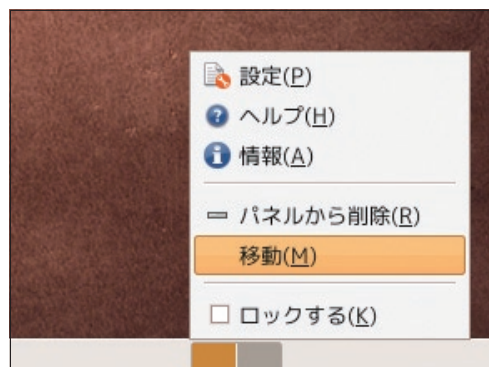 設定(P)
ヘルプ(H)
情報(A)
パネルから削除(R)
移動(M)
ロックする(K)